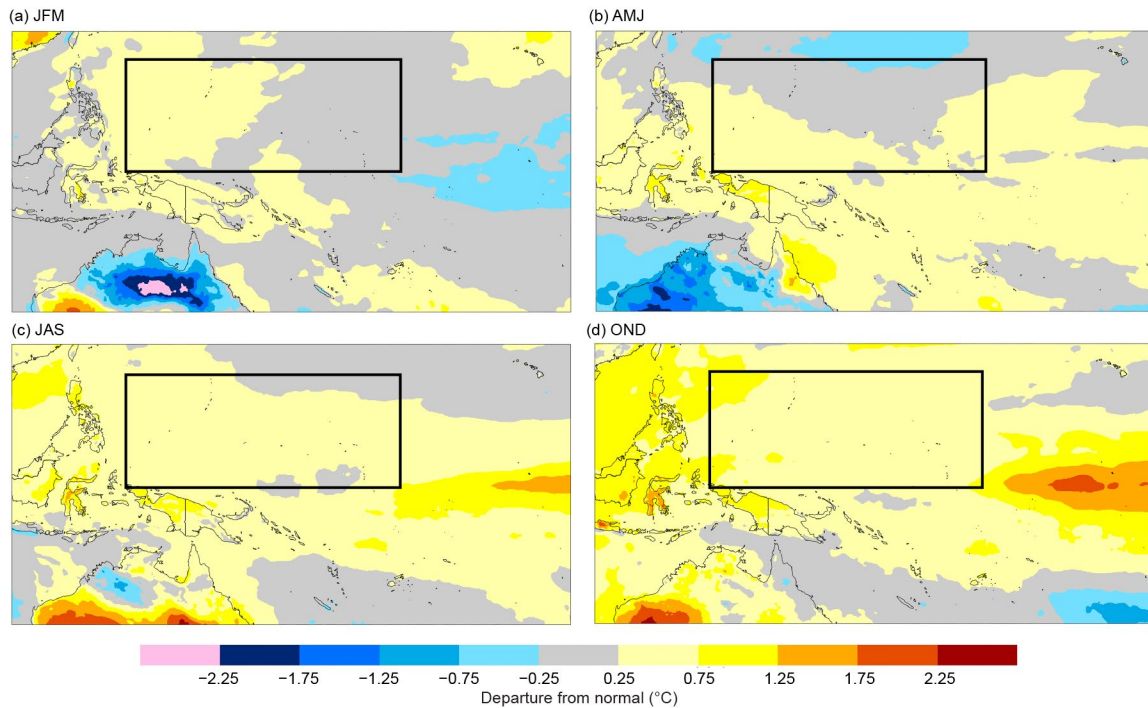 (a) JFM
(b) AMJ
(c) JAS
(d) OND
−2.25 −1.75 −1.25 −0.75 −0.25 0.25 0.75 1.25 1.75 2.25
Departure from normal (°C)